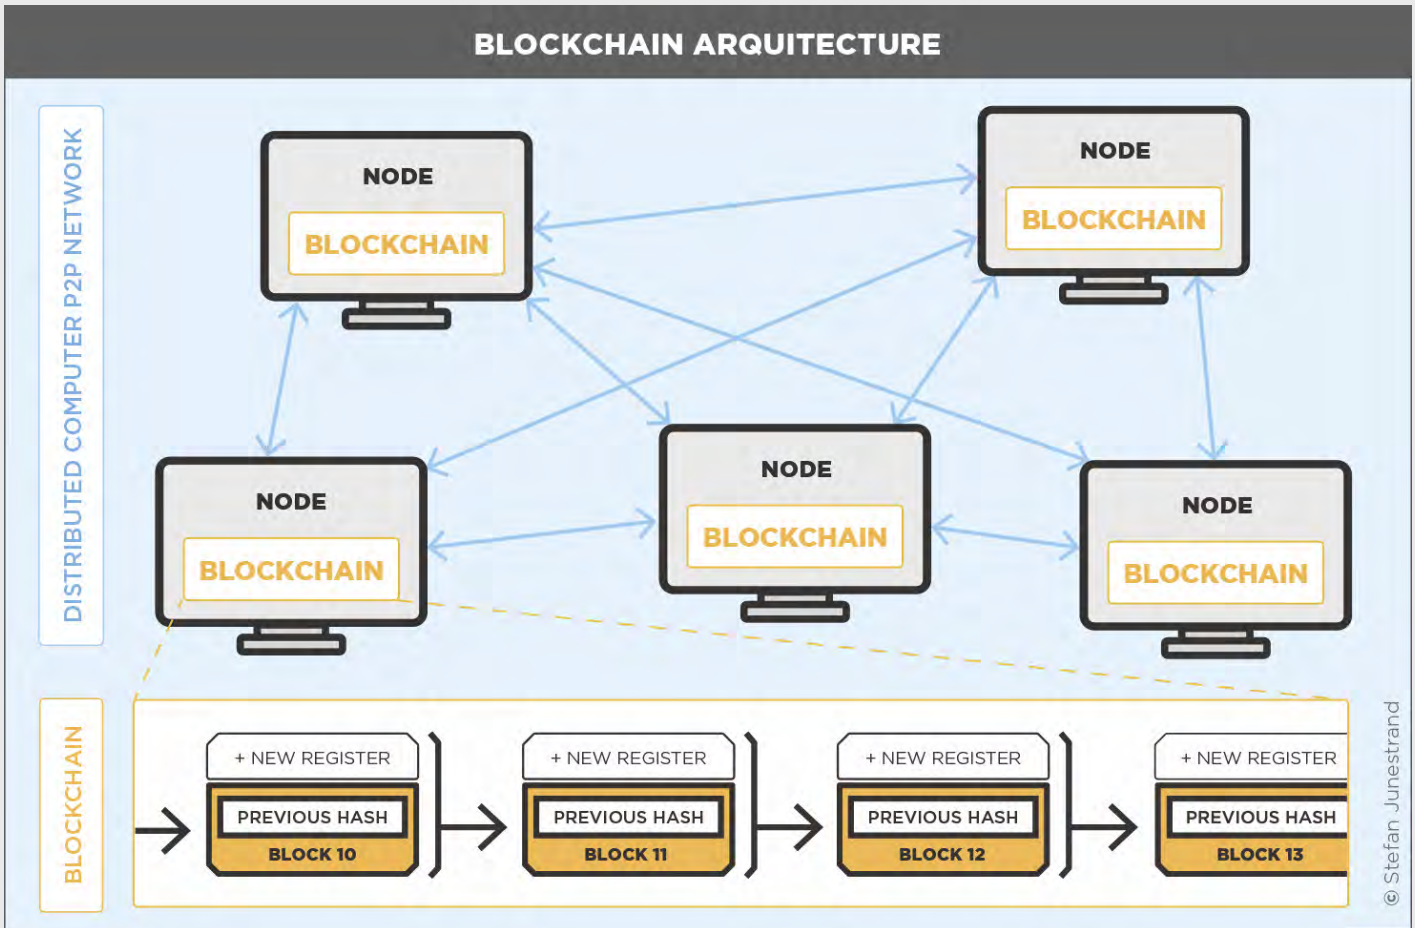 BLOCKCHAIN ARQUITECTURE
DISTRIBUTED COMPUTER P2P NETWORK
NODE
BLOCKCHAIN
NODE
BLOCKCHAIN
NODE
BLOCKCHAIN
NODE
BLOCKCHAIN
NODE
BLOCKCHAIN
BLOCKCHAIN
+ NEW REGISTER
PREVIOUS HASH
BLOCK 10
+ NEW REGISTER
PREVIOUS HASH
BLOCK 11
+ NEW REGISTER
PREVIOUS HASH
BLOCK 12
+ NEW REGISTER
PREVIOUS HASH
BLOCK 13
© Stefan Junestrand